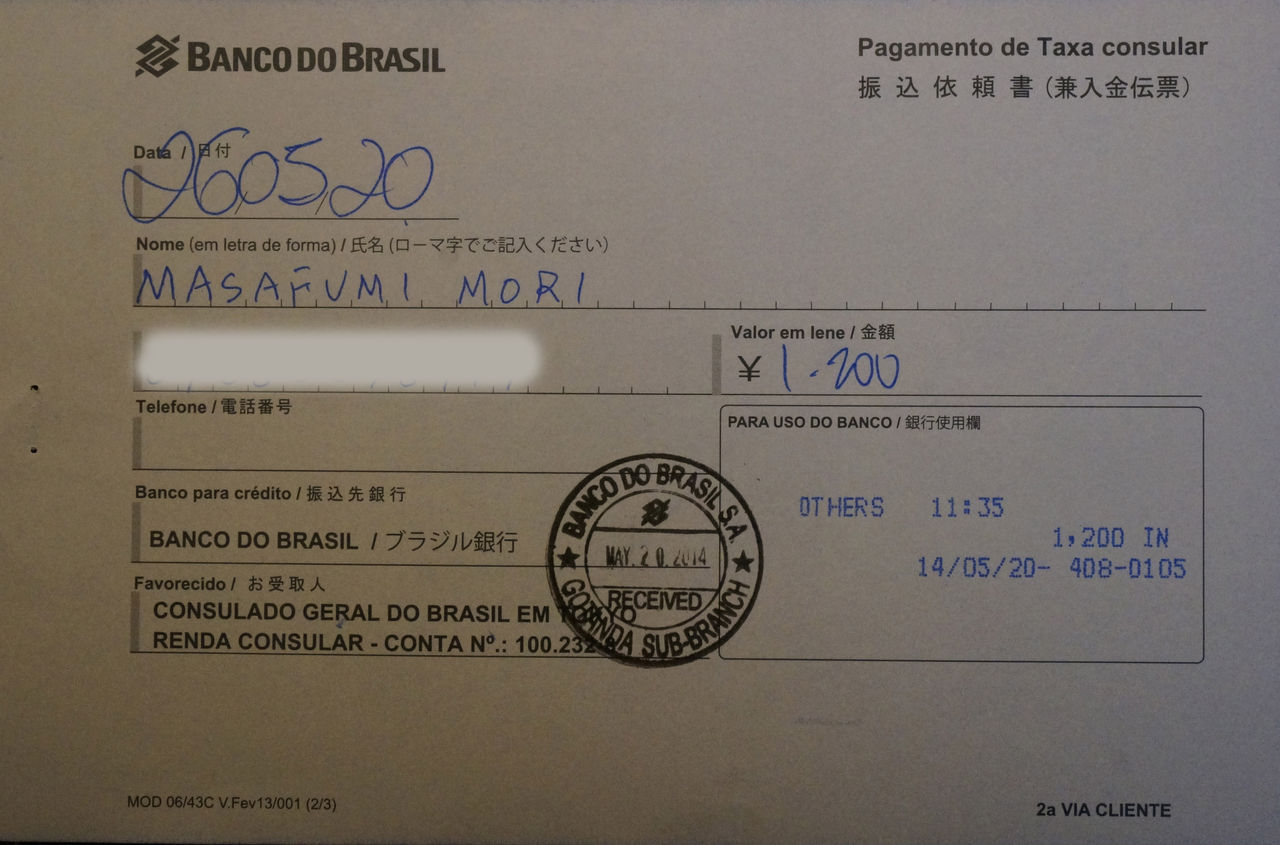 BANCO DO BRASIL
Pagamento de Taxa consular
振込依頼書(兼入金伝票)
Data / 日付
26,05,20
Nome (em letra de forma) / 氏名 (ローマ字でご記入ください)
MASAFUMI MORI
Valor em Iene / 金額
¥ 1.200
Telefone / 電話番号
PARA USO DO BANCO / 銀行使用欄
OTHERS 11:35
1,200 IN
14/05/20- 408-0105
Banco para crédito / 振込先銀行
BANCO DO BRASIL / ブラジル銀行
Favorecido / お受取人
CONSULADO GERAL DO BRASIL EM TOKYO
RENDA CONSULAR - CONTA Nº.: 100.232
BANCO DO BRASIL S.A.
MAY. 20. 2014
RECEIVED
GOTANDA SUB-BRANCH
MOD 06/43C V.Fev13/001 (2/3)
2a VIA CLIENTE